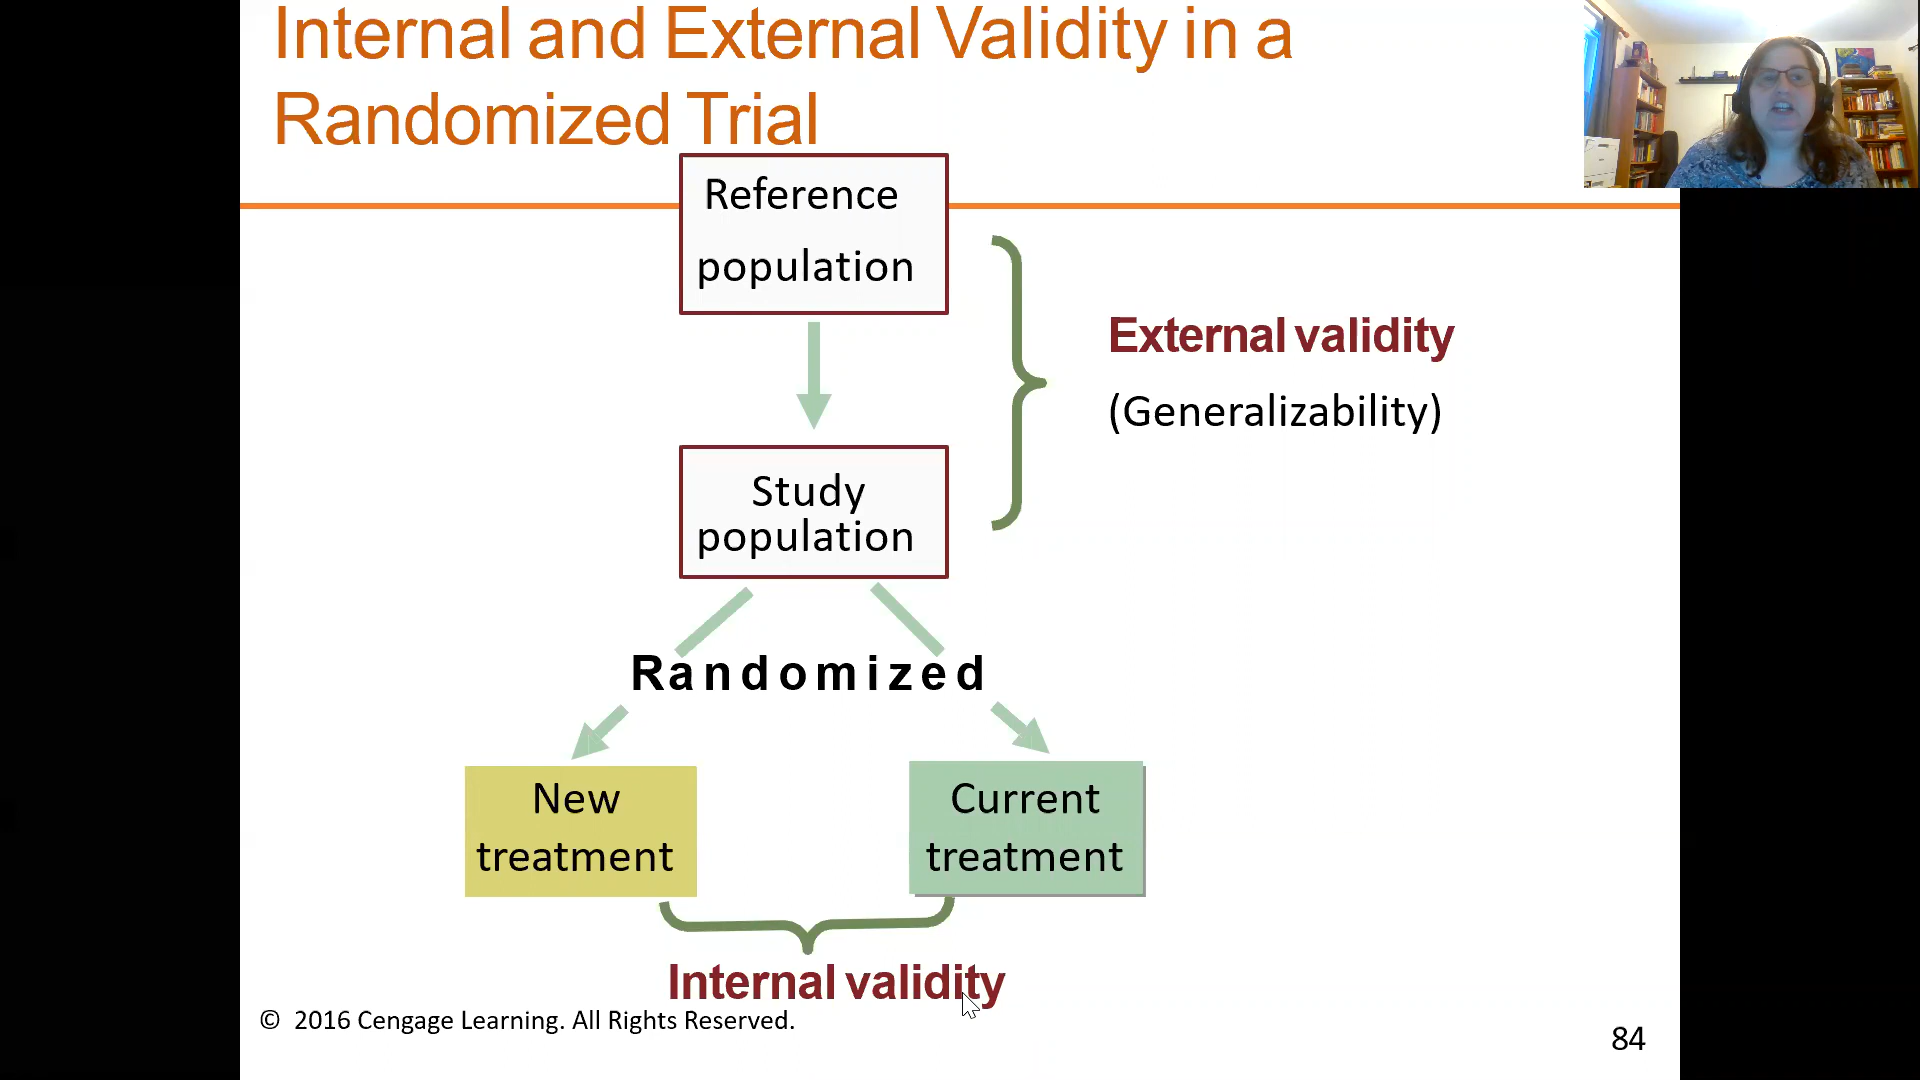 Internal and External Validity in a
Randomized Trial
Reference
population
External validity
(Generalizability)
Study
population
Randomized
New
treatment
Current
treatment
Internal validity
© 2016 Cengage Learning. All Rights Reserved.
84